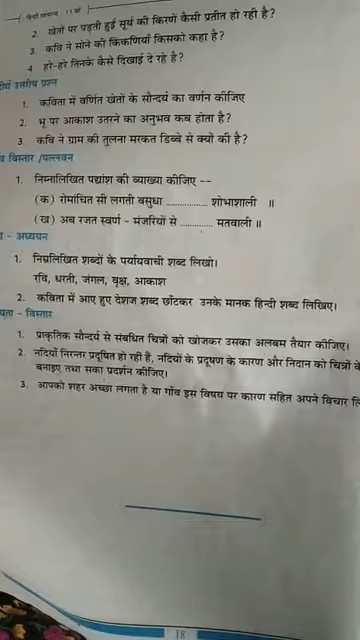 हिन्दी सामान्य - 11 वीं
2. खेतों पर पड़ती हुई सूर्य की किरणें कैसी प्रतीत हो रही है?
3. कवि ने सोने की किंकणियाँ किसको कहा है?
4. हरे-हरे तिनके कैसे दिखाई दे रहे है?
उत्तरीय प्रश्न
1. कविता में वर्णित खेतों के सौन्दर्य का वर्णन कीजिए
2. भू पर आकाश उतरने का अनुभव कब होता है?
3. कवि ने ग्राम की तुलना मरकत डिब्बे से क्यों की है?
व विस्तार /पल्लवन
1. निम्नालिखित पद्यांश की व्याख्या कीजिए --
(क) रोमांचित सी लगती वसुधा ................ शोभाशाली ॥
(ख) अब रजत स्वर्ण - मंजरियों से ............. मतवाली ॥
- अध्ययन
1. निम्नलिखित शब्दों के पर्यायवाची शब्द लिखो।
रवि, धरती, जंगल, वृक्ष, आकाश
2. कविता में आए हुए देशज शब्द छाँटकर उनके मानक हिन्दी शब्द लिखिए।
यता - विस्तार
1. प्राकृतिक सौन्दर्य से संबधित चित्रों को खोजकर उसका अलबम तैयार कीजिए।
2. नदियाँ निरन्तर प्रदूषित हो रही हैं, नदियों के प्रदूषण के कारण और निदान को चित्रों के
बनाइए तथा सका प्रदर्शन कीजिए।
3. आपको शहर अच्छा लगता है या गाँव इस विषय पर कारण सहित अपने विचार
18